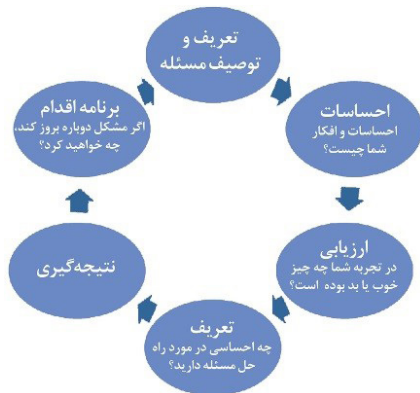 تعریف و
توصیف مسئله
احساسات
احساسات و افکار
شما چیست؟
ارزیابی
در تجربه شما چه چیز
خوب یا بد بوده است؟
تعریف
چه احساسی در مورد راه
حل مسئله دارید؟
نتیجه‌گیری
برنامه اقدام
اگر مشکل دوباره بروز کند،
چه خواهید کرد؟